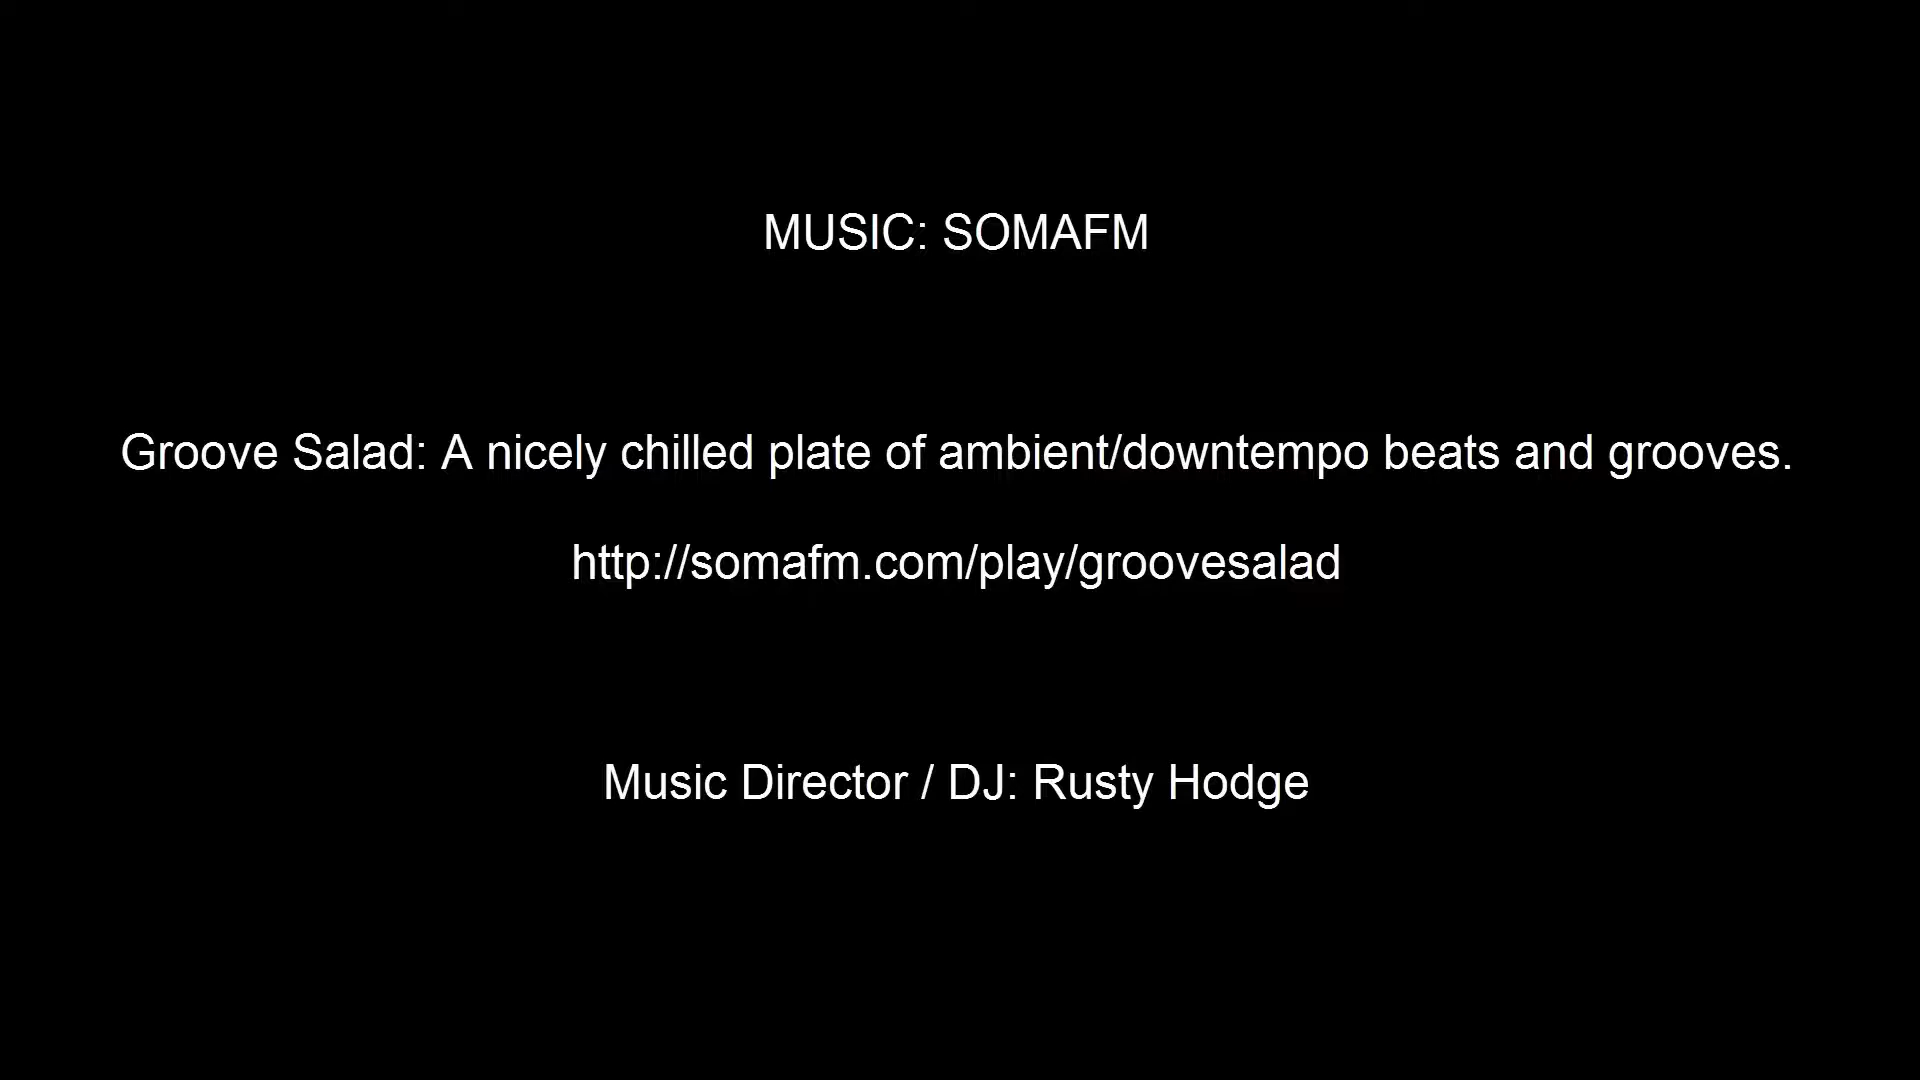 MUSIC: SOMAFM
Groove Salad: A nicely chilled plate of ambient/downtempo beats and grooves.
http://somafm.com/play/groovesalad
Music Director / DJ: Rusty Hodge